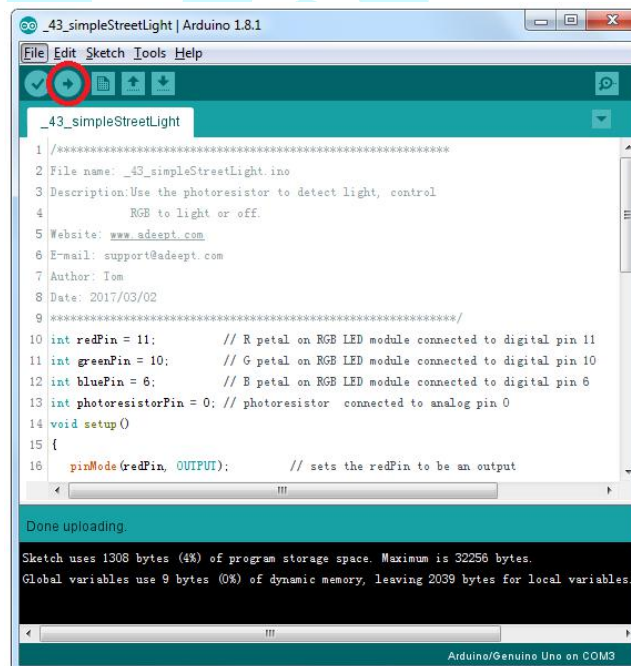 _43_simpleStreetLight | Arduino 1.8.1
File Edit Sketch Tools Help
_43_simpleStreetLight
1 /***********************************************************
2 File name: _43_simpleStreetLight.ino
3 Description:Use the photoresistor to detect light, control
4 RGB to light or off.
5 Website: www.adeept.com
6 E-mail: support@adeept.com
7 Author: Tom
8 Date: 2017/03/02
9 ************************************************************/
10 int redPin = 11; // R petal on RGB LED module connected to digital pin 11
11 int greenPin = 10; // G petal on RGB LED module connected to digital pin 10
12 int bluePin = 6; // B petal on RGB LED module connected to digital pin 6
13 int photoresistorPin = 0; // photoresistor connected to analog pin 0
14 void setup()
15 {
16 pinMode(redPin, OUTPUT); // sets the redPin to be an output
Done uploading.
Sketch uses 1308 bytes (4%) of program storage space. Maximum is 32256 bytes.
Global variables use 9 bytes (0%) of dynamic memory, leaving 2039 bytes for local variables.
Arduino/Genuino Uno on COM3